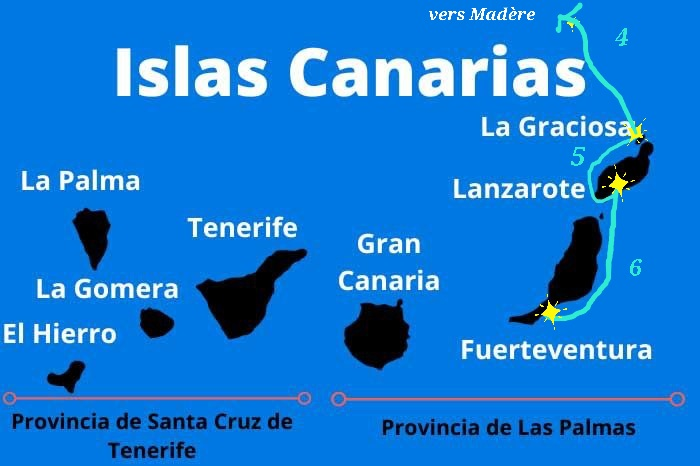 vers Madère
4
Islas Canarias
La Graciosa
5
La Palma
Lanzarote
Tenerife
Gran
Canaria
La Gomera
6
El Hierro
Fuerteventura
Provincia de Santa Cruz de
Tenerife
Provincia de Las Palmas